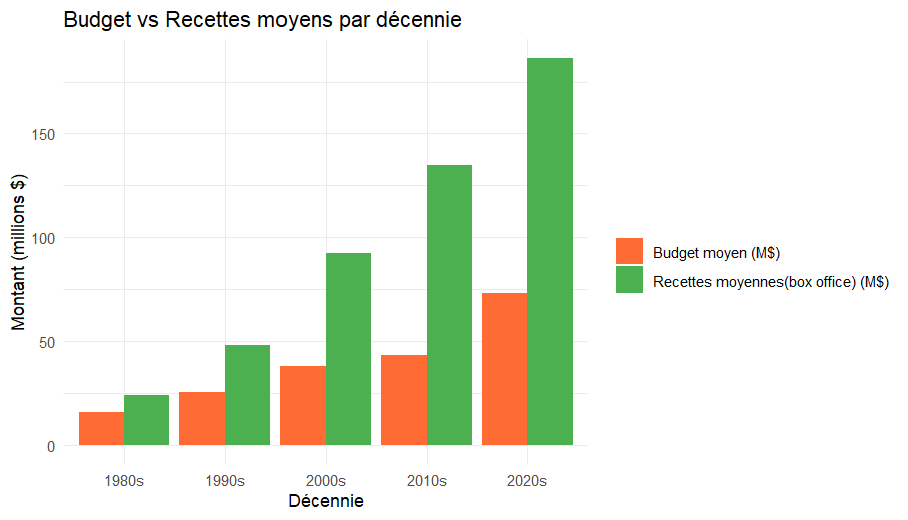 Budget vs Recettes moyens par décennie
Montant (millions $)
150
100
50
0
1980s
1990s
2000s
2010s
2020s
Décennie
Budget moyen (M$)
Recettes moyennes(box office) (M$)